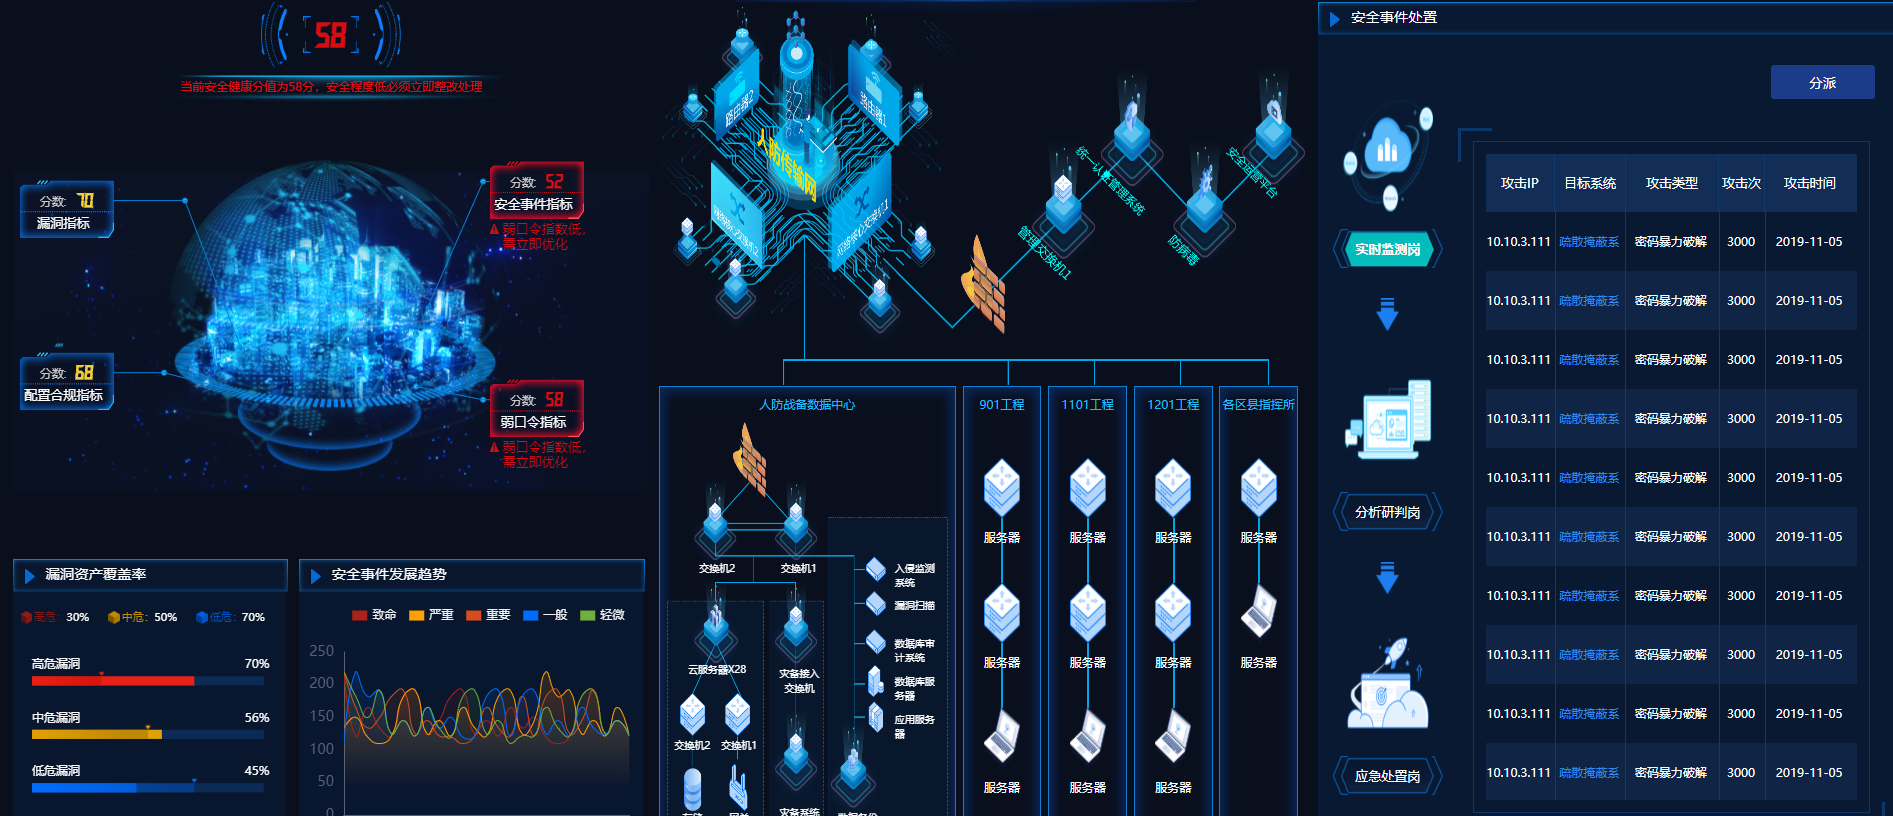 58
当前安全健康分值为58分，安全程度低必须立即整改处理
分数: 70
漏洞指标
分数: 52
安全事件指标
弱口令指数低,
需立即优化
分数: 68
配置合规指标
分数: 58
弱口令指标
弱口令指数低,
需立即优化
漏洞资产覆盖率
高危: 30% 中危: 50% 低危: 70%
高危漏洞 70%
中危漏洞 56%
低危漏洞 45%
安全事件发展趋势
致命 严重 重要 一般 轻微
250
200
150
100
50
0
路由器2
路由器1
人防传输网
统一认证管理系统
安全运营平台
管理交换机1
防病毒
人防战备数据中心
901工程
1101工程
1201工程
各区县指挥所
交换机2
交换机1
入侵监测
系统
漏洞扫描
数据库审
计系统
数据库服
务器
应用服务
器
云服务器X28
灾备接入
交换机
交换机2
交换机1
灾备系统
服务器
服务器
服务器
服务器
服务器
服务器
服务器
服务器
服务器
服务器
服务器
安全事件处置
分派
实时监测岗
分析研判岗
应急处置岗
攻击IP 目标系统 攻击类型 攻击次 攻击时间
10.10.3.111 疏散掩蔽系 密码暴力破解 3000 2019-11-05
10.10.3.111 疏散掩蔽系 密码暴力破解 3000 2019-11-05
10.10.3.111 疏散掩蔽系 密码暴力破解 3000 2019-11-05
10.10.3.111 疏散掩蔽系 密码暴力破解 3000 2019-11-05
10.10.3.111 疏散掩蔽系 密码暴力破解 3000 2019-11-05
10.10.3.111 疏散掩蔽系 密码暴力破解 3000 2019-11-05
10.10.3.111 疏散掩蔽系 密码暴力破解 3000 2019-11-05
10.10.3.111 疏散掩蔽系 密码暴力破解 3000 2019-11-05
10.10.3.111 疏散掩蔽系 密码暴力破解 3000 2019-11-05
10.10.3.111 疏散掩蔽系 密码暴力破解 3000 2019-11-05